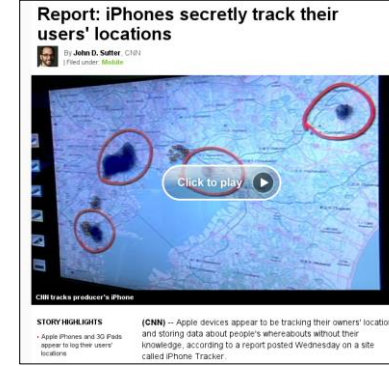 Report: iPhones secretly track their
users' locations
By John D. Sutter, CNN
| Filed under: Mobile
Click to play
CNN tracks producer's iPhone
STORY HIGHLIGHTS
• Apple iPhones and 3G iPads
appear to log their users'
locations
(CNN) -- Apple devices appear to be tracking their owners' locatio
and storing data about people's whereabouts without their
knowledge, according to a report posted Wednesday on a site
called iPhone Tracker.